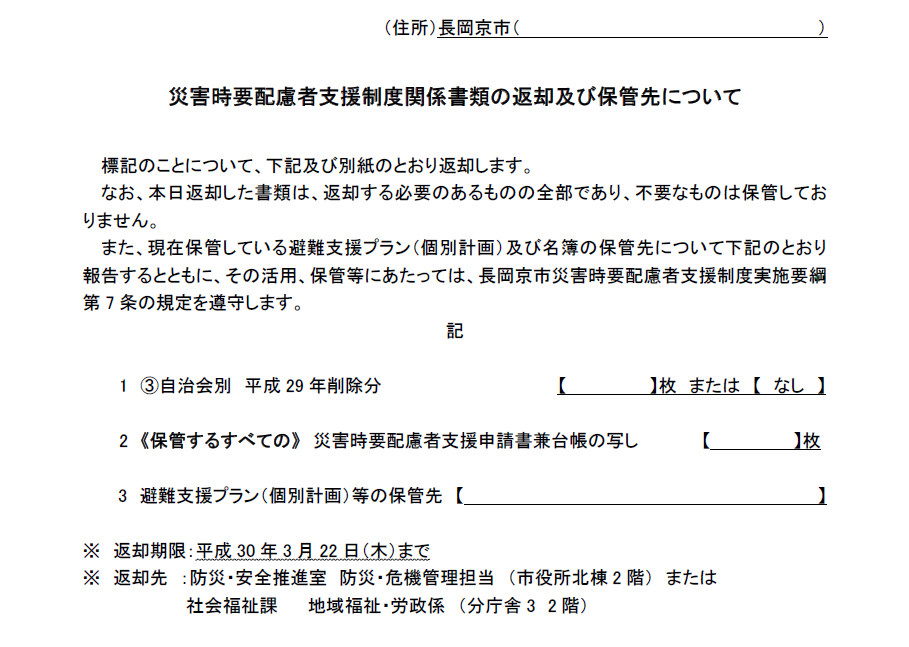 （住所）長岡京市（　　　　　　　　　　　　　　　　）
災害時要配慮者支援制度関係書類の返却及び保管先について
標記のことについて、下記及び別紙のとおり返却します。
なお、本日返却した書類は、返却する必要のあるものの全部であり、不要なものは保管してお
りません。
また、現在保管している避難支援プラン（個別計画）及び名簿の保管先について下記のとおり
報告するとともに、その活用、保管等にあたっては、長岡京市災害時要配慮者支援制度実施要綱
第７条の規定を遵守します。
記
1　③自治会別　平成 29 年削除分　【　　　　　】枚　または　【　なし　】
2　《保管するすべての》　災害時要配慮者支援申請書兼台帳の写し　【　　　　　】枚
3　避難支援プラン（個別計画）等の保管先　【　　　　　　　　　　　　　　　　　　　　】
※　返却期限：平成 30 年 3 月 22 日（木）まで
※　返却先　：防災・安全推進室　防災・危機管理担当　（市役所北棟 2 階）　または
社会福祉課　　地域福祉・労政係　（分庁舎 3　2 階）